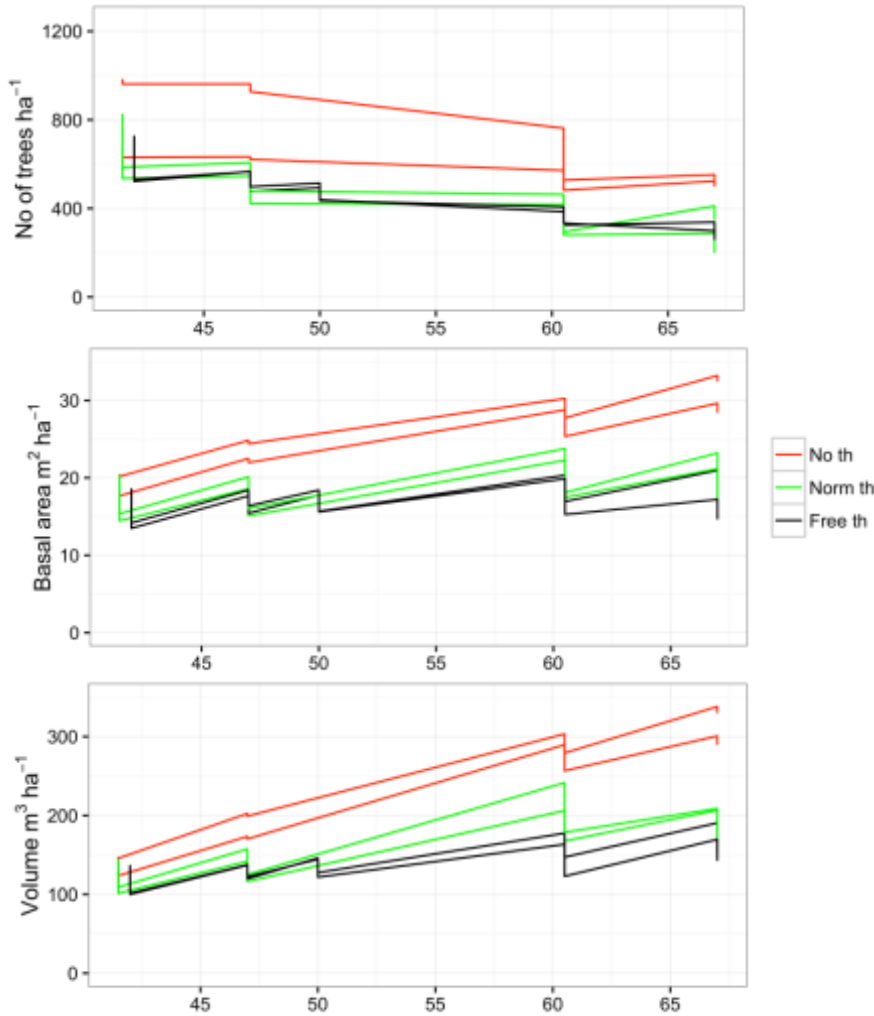 1200
800
400
0
No of trees ha⁻¹
45 50 55 60 65
30
20
10
0
Basal area m² ha⁻¹
45 50 55 60 65
No th
Norm th
Free th
300
200
100
0
Volume m³ ha⁻¹
45 50 55 60 65